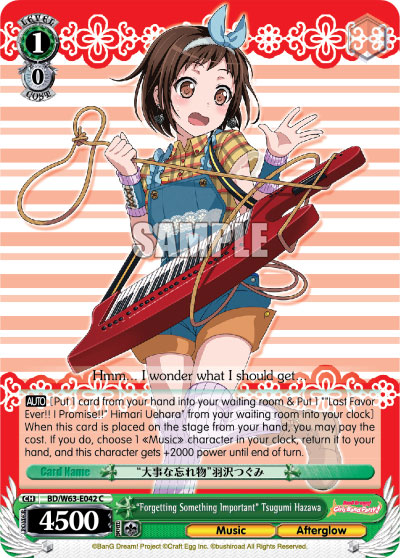 LEVEL
1
0
COST
SAMPLE
Hmm... I wonder what I should get...
AUTO [Put 1 card from your hand into your waiting room & Put 1 "“Last Favor
Ever!! I Promise!!” Himari Uehara" from your waiting room into your clock]
When this card is placed on the stage from your hand, you may pay the
cost. If you do, choose 1 «Music» character in your clock, return it to your
hand, and this character gets +2000 power until end of turn.
Card Name
“大事な忘れ物”羽沢つぐみ
CH BD/W63-E042 C
POWER 4500
"Forgetting Something Important" Tsugumi Hazawa
Girls Band Party!
Music
Afterglow
©BanG Dream! Project ©Craft Egg Inc. ©bushiroad All Rights Reserved.